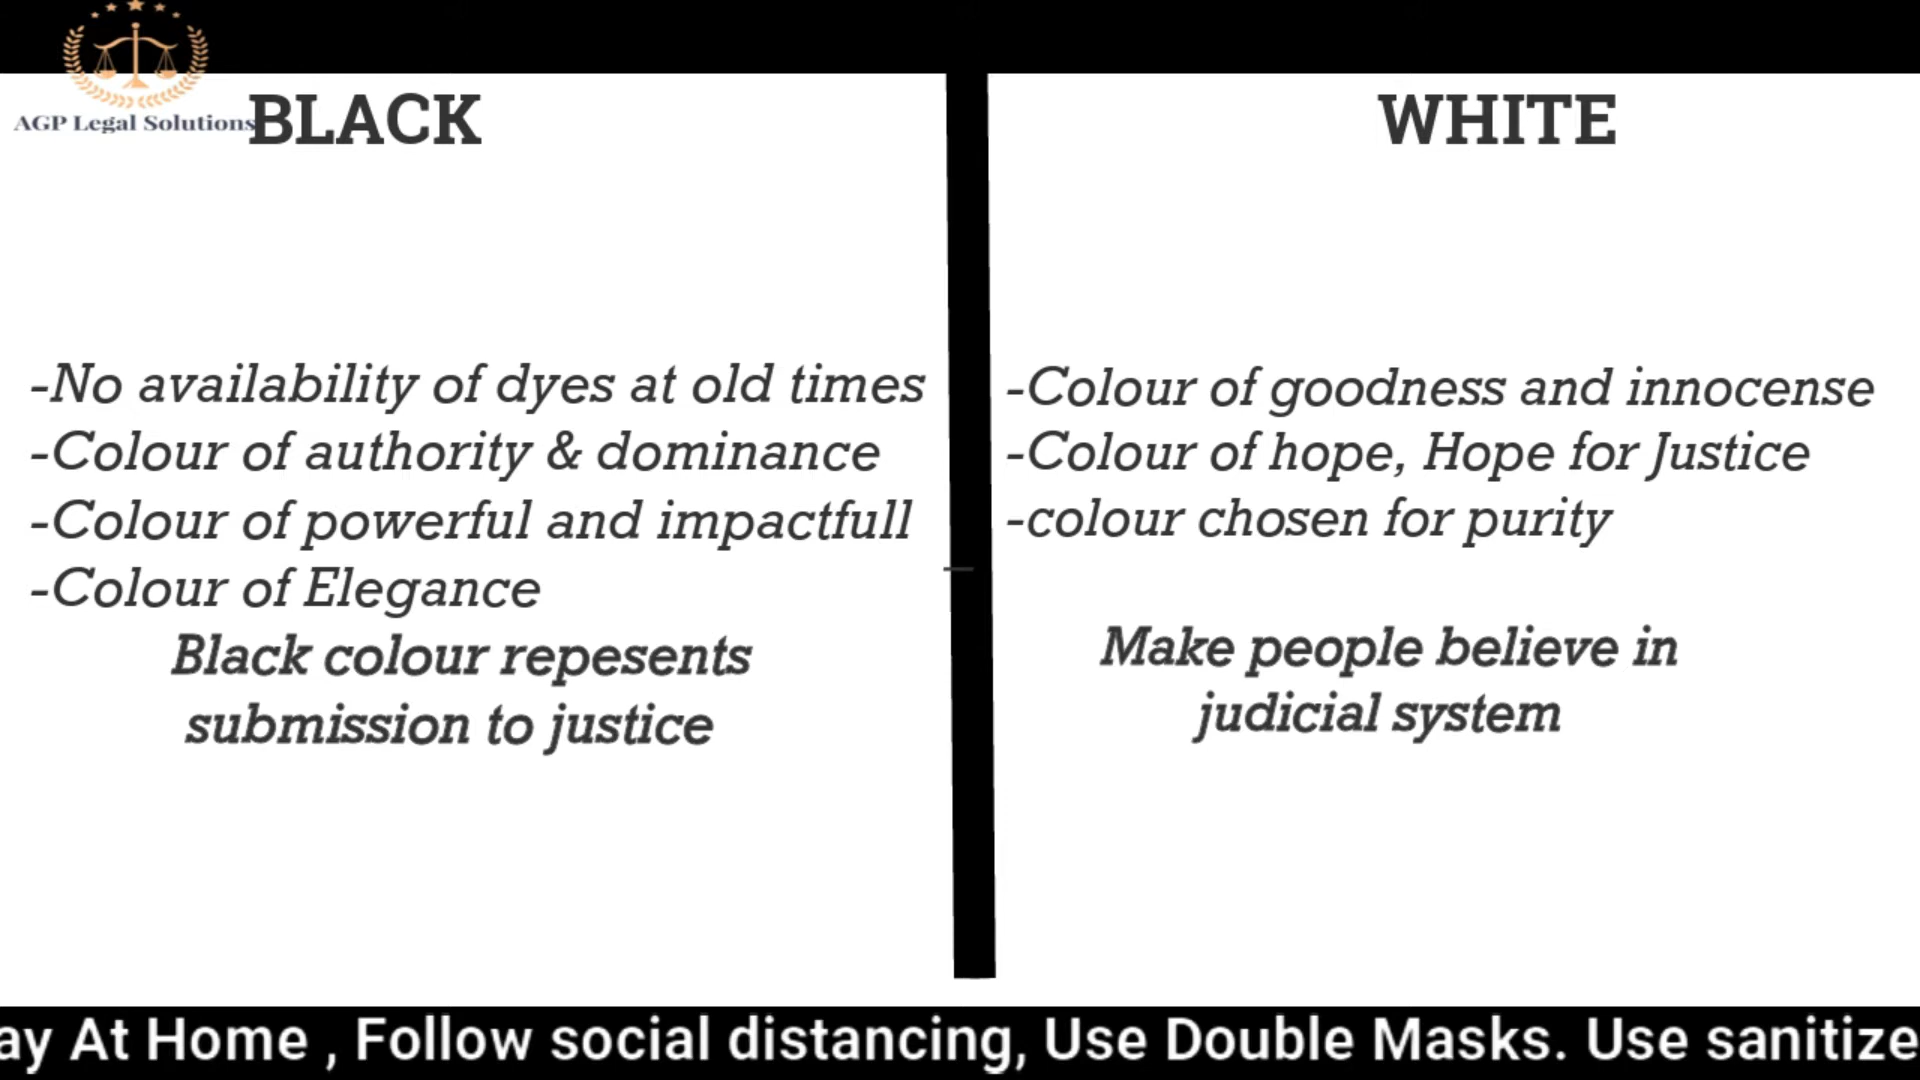 AGP Legal Solutions
BLACK
-No availability of dyes at old times
-Colour of authority & dominance
-Colour of powerful and impactfull
-Colour of Elegance
Black colour repesents
submission to justice
WHITE
-Colour of goodness and innocense
-Colour of hope, Hope for Justice
-colour chosen for purity
Make people believe in
judicial system
ay At Home , Follow social distancing, Use Double Masks. Use sanitize